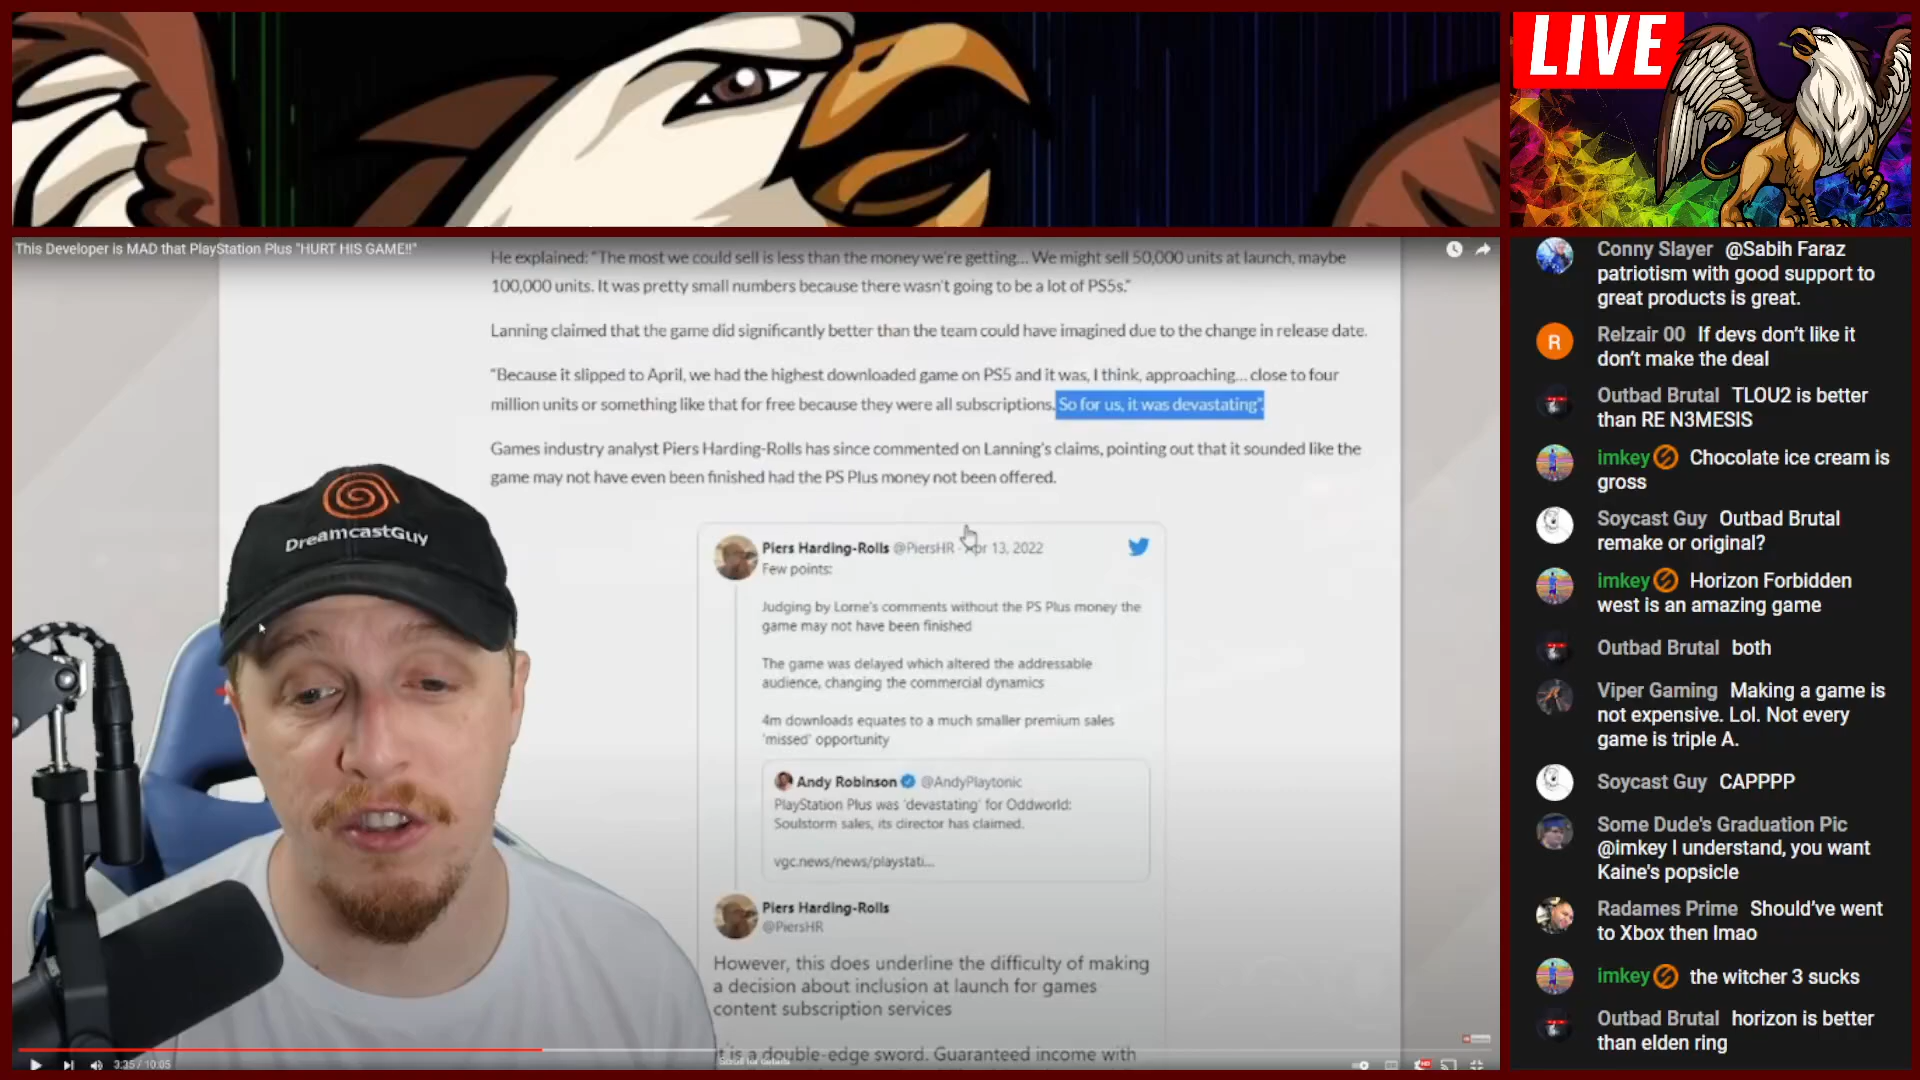 LIVE
This Developer is MAD that PlayStation Plus "HURT HIS GAME!!"
He explained: "The most we could sell is less than the money we're getting... We might sell 50,000 units at launch, maybe
100,000 units. It was pretty small numbers because there wasn't going to be a lot of PS5s."
Lanning claimed that the game did significantly better than the team could have imagined due to the change in release date.
"Because it slipped to April, we had the highest downloaded game on PS5 and it was, I think, approaching... close to four
million units or something like that for free because they were all subscriptions. So for us, it was devastating".
Games industry analyst Piers Harding-Rolls has since commented on Lanning's claims, pointing out that it sounded like the
game may not have even been finished had the PS Plus money not been offered.
DreamcastGuy
Piers Harding-Rolls @PiersHR · Apr 13, 2022
Few points:
Judging by Lorne's comments without the PS Plus money the
game may not have been finished
The game was delayed which altered the addressable
audience, changing the commercial dynamics
4m downloads equates to a much smaller premium sales
'missed' opportunity
Andy Robinson @AndyPlaytonic
PlayStation Plus was 'devastating' for Oddworld:
Soulstorm sales, its director has claimed.
vgc.news/news/playstati...
Piers Harding-Rolls
@PiersHR
However, this does underline the difficulty of making
a decision about inclusion at launch for games
content subscription services
It is a double-edge sword. Guaranteed income with
Scroll for details
3:35 / 10:05
Conny Slayer @Sabih Faraz
patriotism with good support to
great products is great.
R
Relzair 00 If devs don't like it
don't make the deal
Outbad Brutal TLOU2 is better
than RE N3MESIS
imkey Chocolate ice cream is
gross
Soycast Guy Outbad Brutal
remake or original?
imkey Horizon Forbidden
west is an amazing game
Outbad Brutal both
Viper Gaming Making a game is
not expensive. Lol. Not every
game is triple A.
Soycast Guy CAPPPP
Some Dude's Graduation Pic
@imkey I understand, you want
Kaine's popsicle
Radames Prime Should've went
to Xbox then lmao
imkey the witcher 3 sucks
Outbad Brutal horizon is better
than elden ring